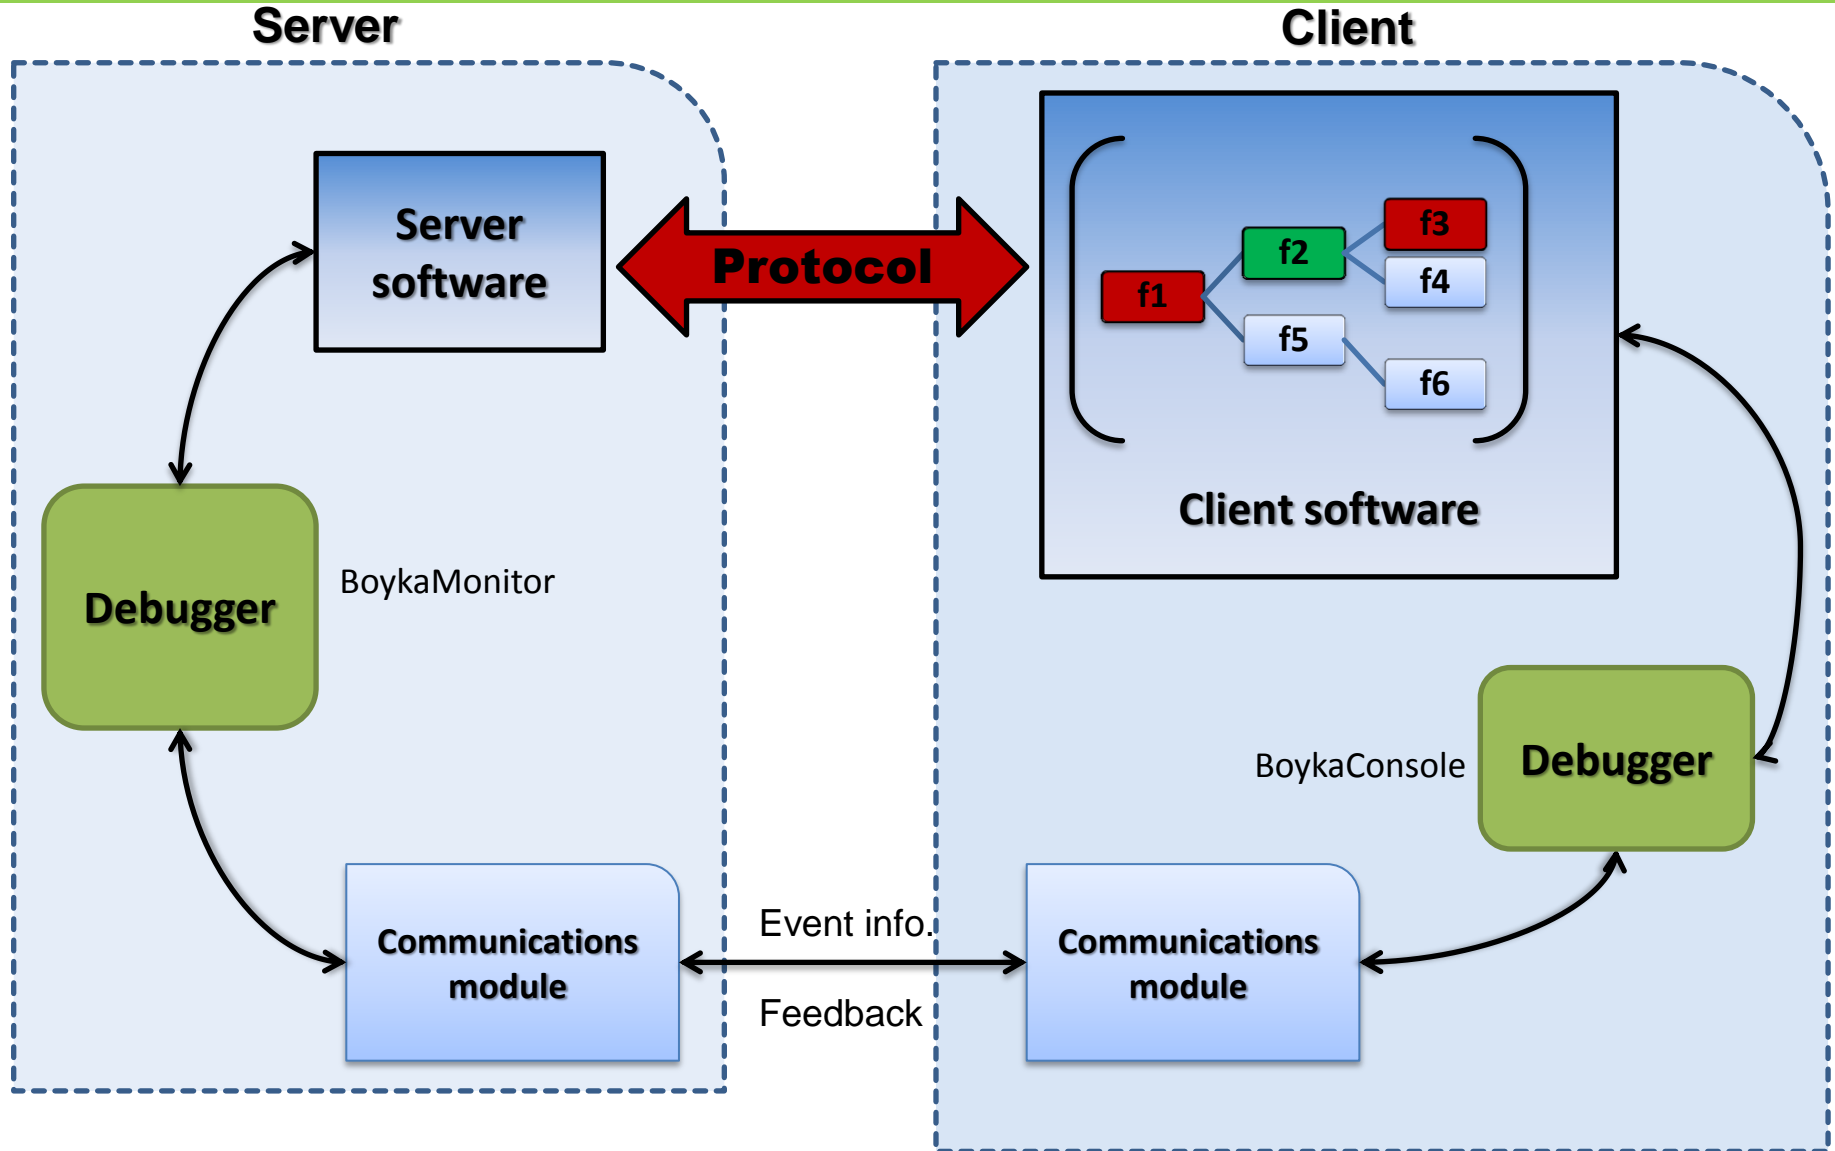 Server
Client
Server
software
Protocol
f1
f2
f3
f4
f5
f6
Client software
Debugger
BoykaMonitor
BoykaConsole
Debugger
Communications
module
Event info.
Feedback
Communications
module